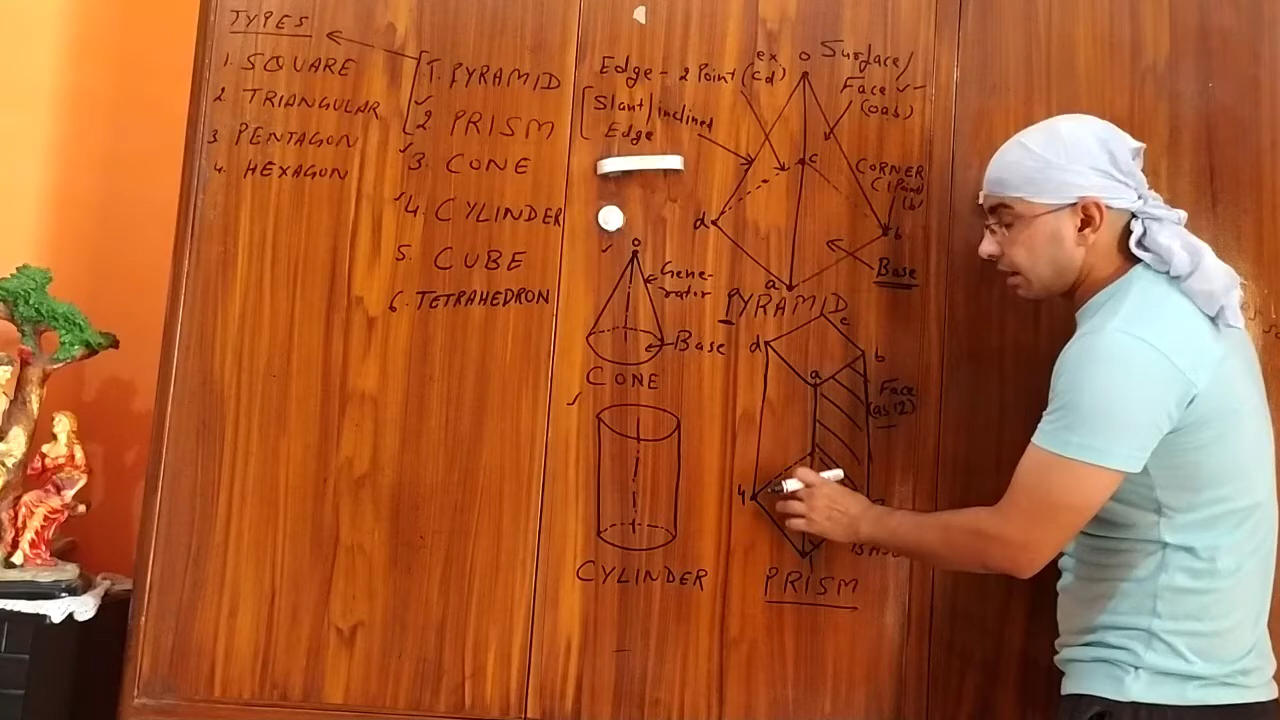 TYPES
1. SQUARE
2. TRIANGULAR
3 PENTAGON
4. HEXAGON
1. PYRAMID
2. PRISM
3. CONE
4. CYLINDER
5. CUBE
6. TETRAHEDRON
Edge - 2 Point (cd)
ex
[Slant/inclined
Edge
o
Surface/
Face
(oab)
CORNER
(1 Point)
(b
c
d
b
a
Base
PYRAMID
o
Gene-
rator
Base
CONE
CYLINDER
d
c
b
a
Face
4
PRISM